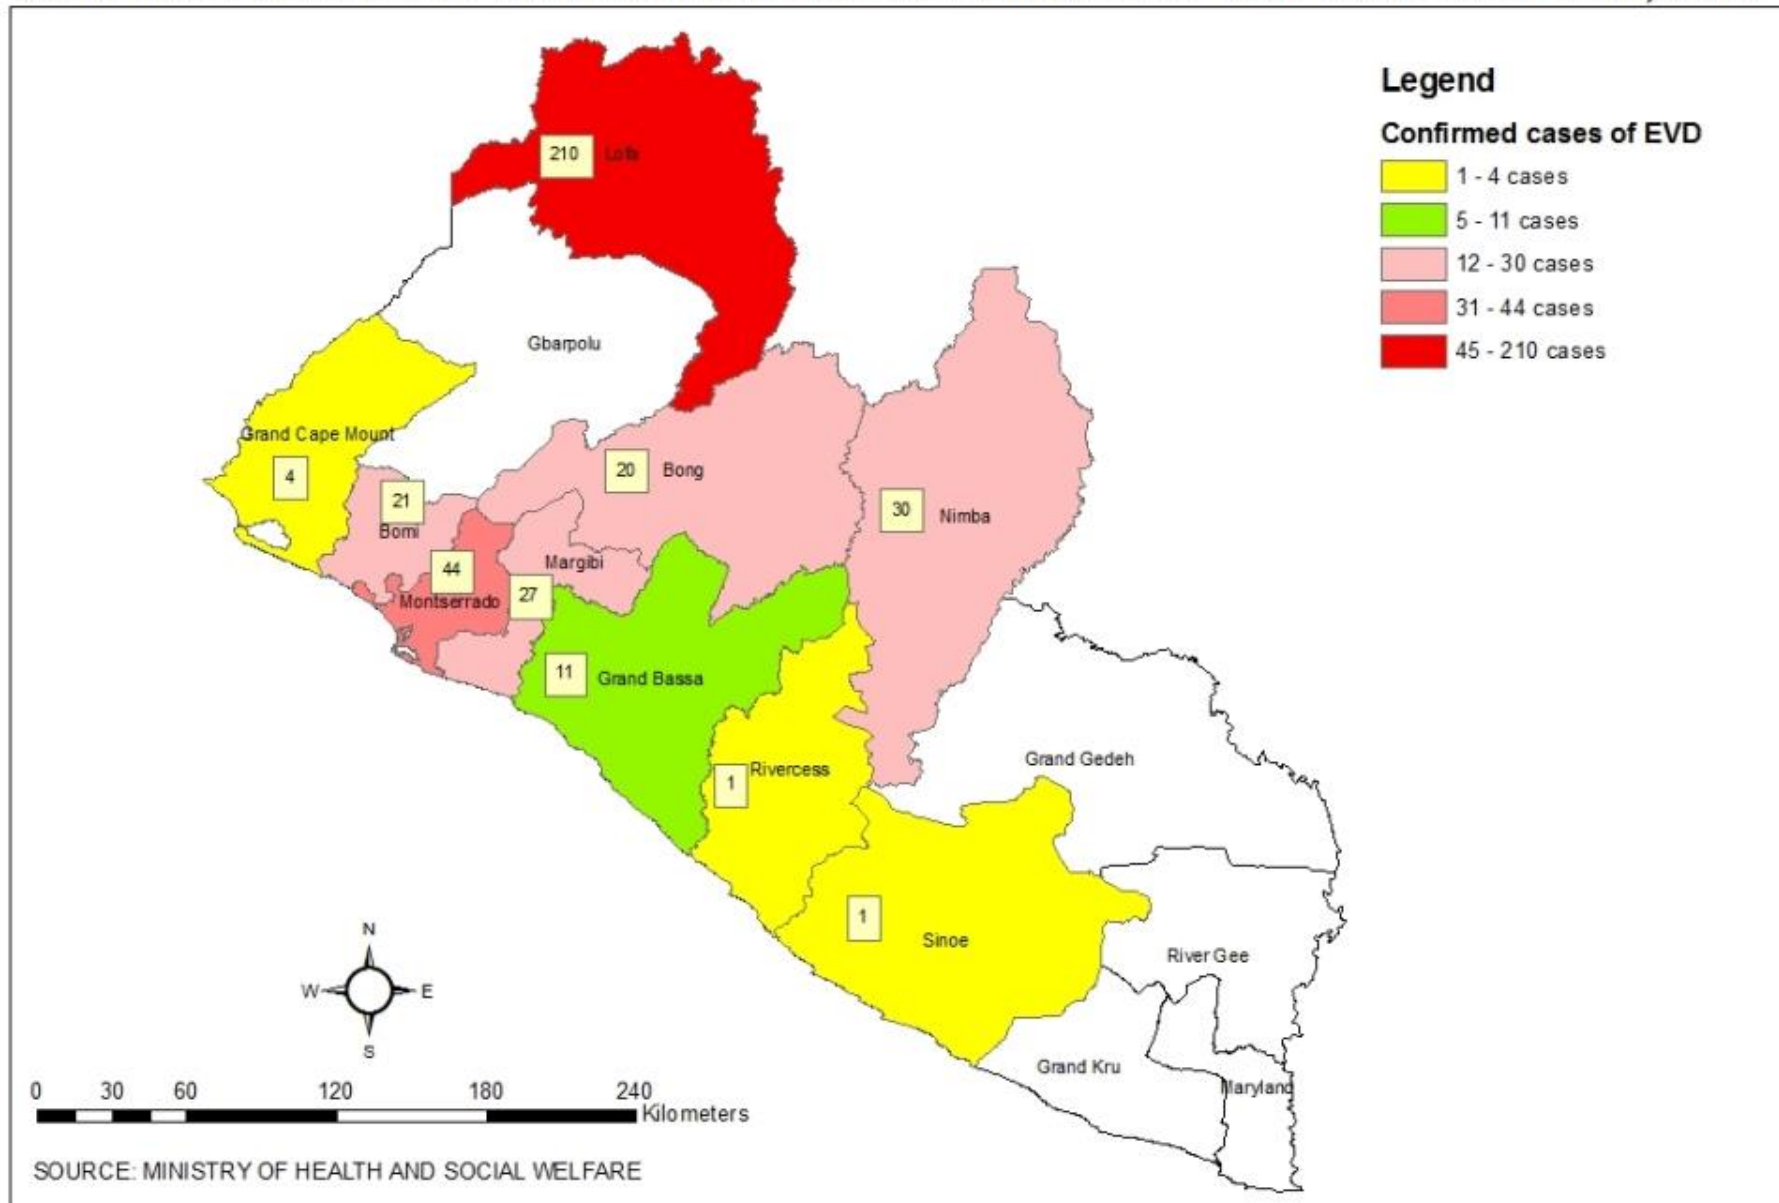 Legend
Confirmed cases of EVD
1 - 4 cases
5 - 11 cases
12 - 30 cases
31 - 44 cases
45 - 210 cases
210 Lofa
Gbarpolu
Grand Cape Mount
4
21
Bomi
20 Bong
30 Nimba
Margibi
44
Montserrado
27
11 Grand Bassa
Grand Gedeh
1 Rivercess
1
Sinoe
River Gee
Grand Kru
Maryland
N
W E
S
0 30 60 120 180 240
Kilometers
SOURCE: MINISTRY OF HEALTH AND SOCIAL WELFARE